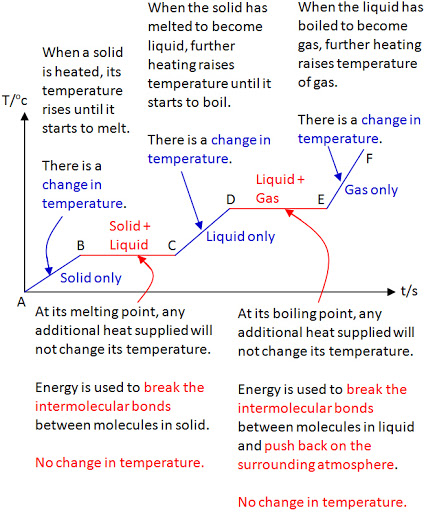 When a solid
is heated, its
temperature
rises until it
starts to melt.
There is a
change in
temperature.
When the solid has
melted to become
liquid, further
heating raises
temperature until it
starts to boil.
There is a change in
temperature.
When the liquid has
boiled to become
gas, further heating
raises temperature
of gas.
There is a change in
temperature.
T/°c
A
B
C
D
E
F
Solid only
Solid +
Liquid
Liquid only
Liquid +
Gas
Gas only
t/s
At its melting point, any
additional heat supplied will
not change its temperature.
Energy is used to break the
intermolecular bonds
between molecules in solid.
No change in temperature.
At its boiling point, any
additional heat supplied will
not change its temperature.
Energy is used to break the
intermolecular bonds
between molecules in liquid
and push back on the
surrounding atmosphere.
No change in temperature.